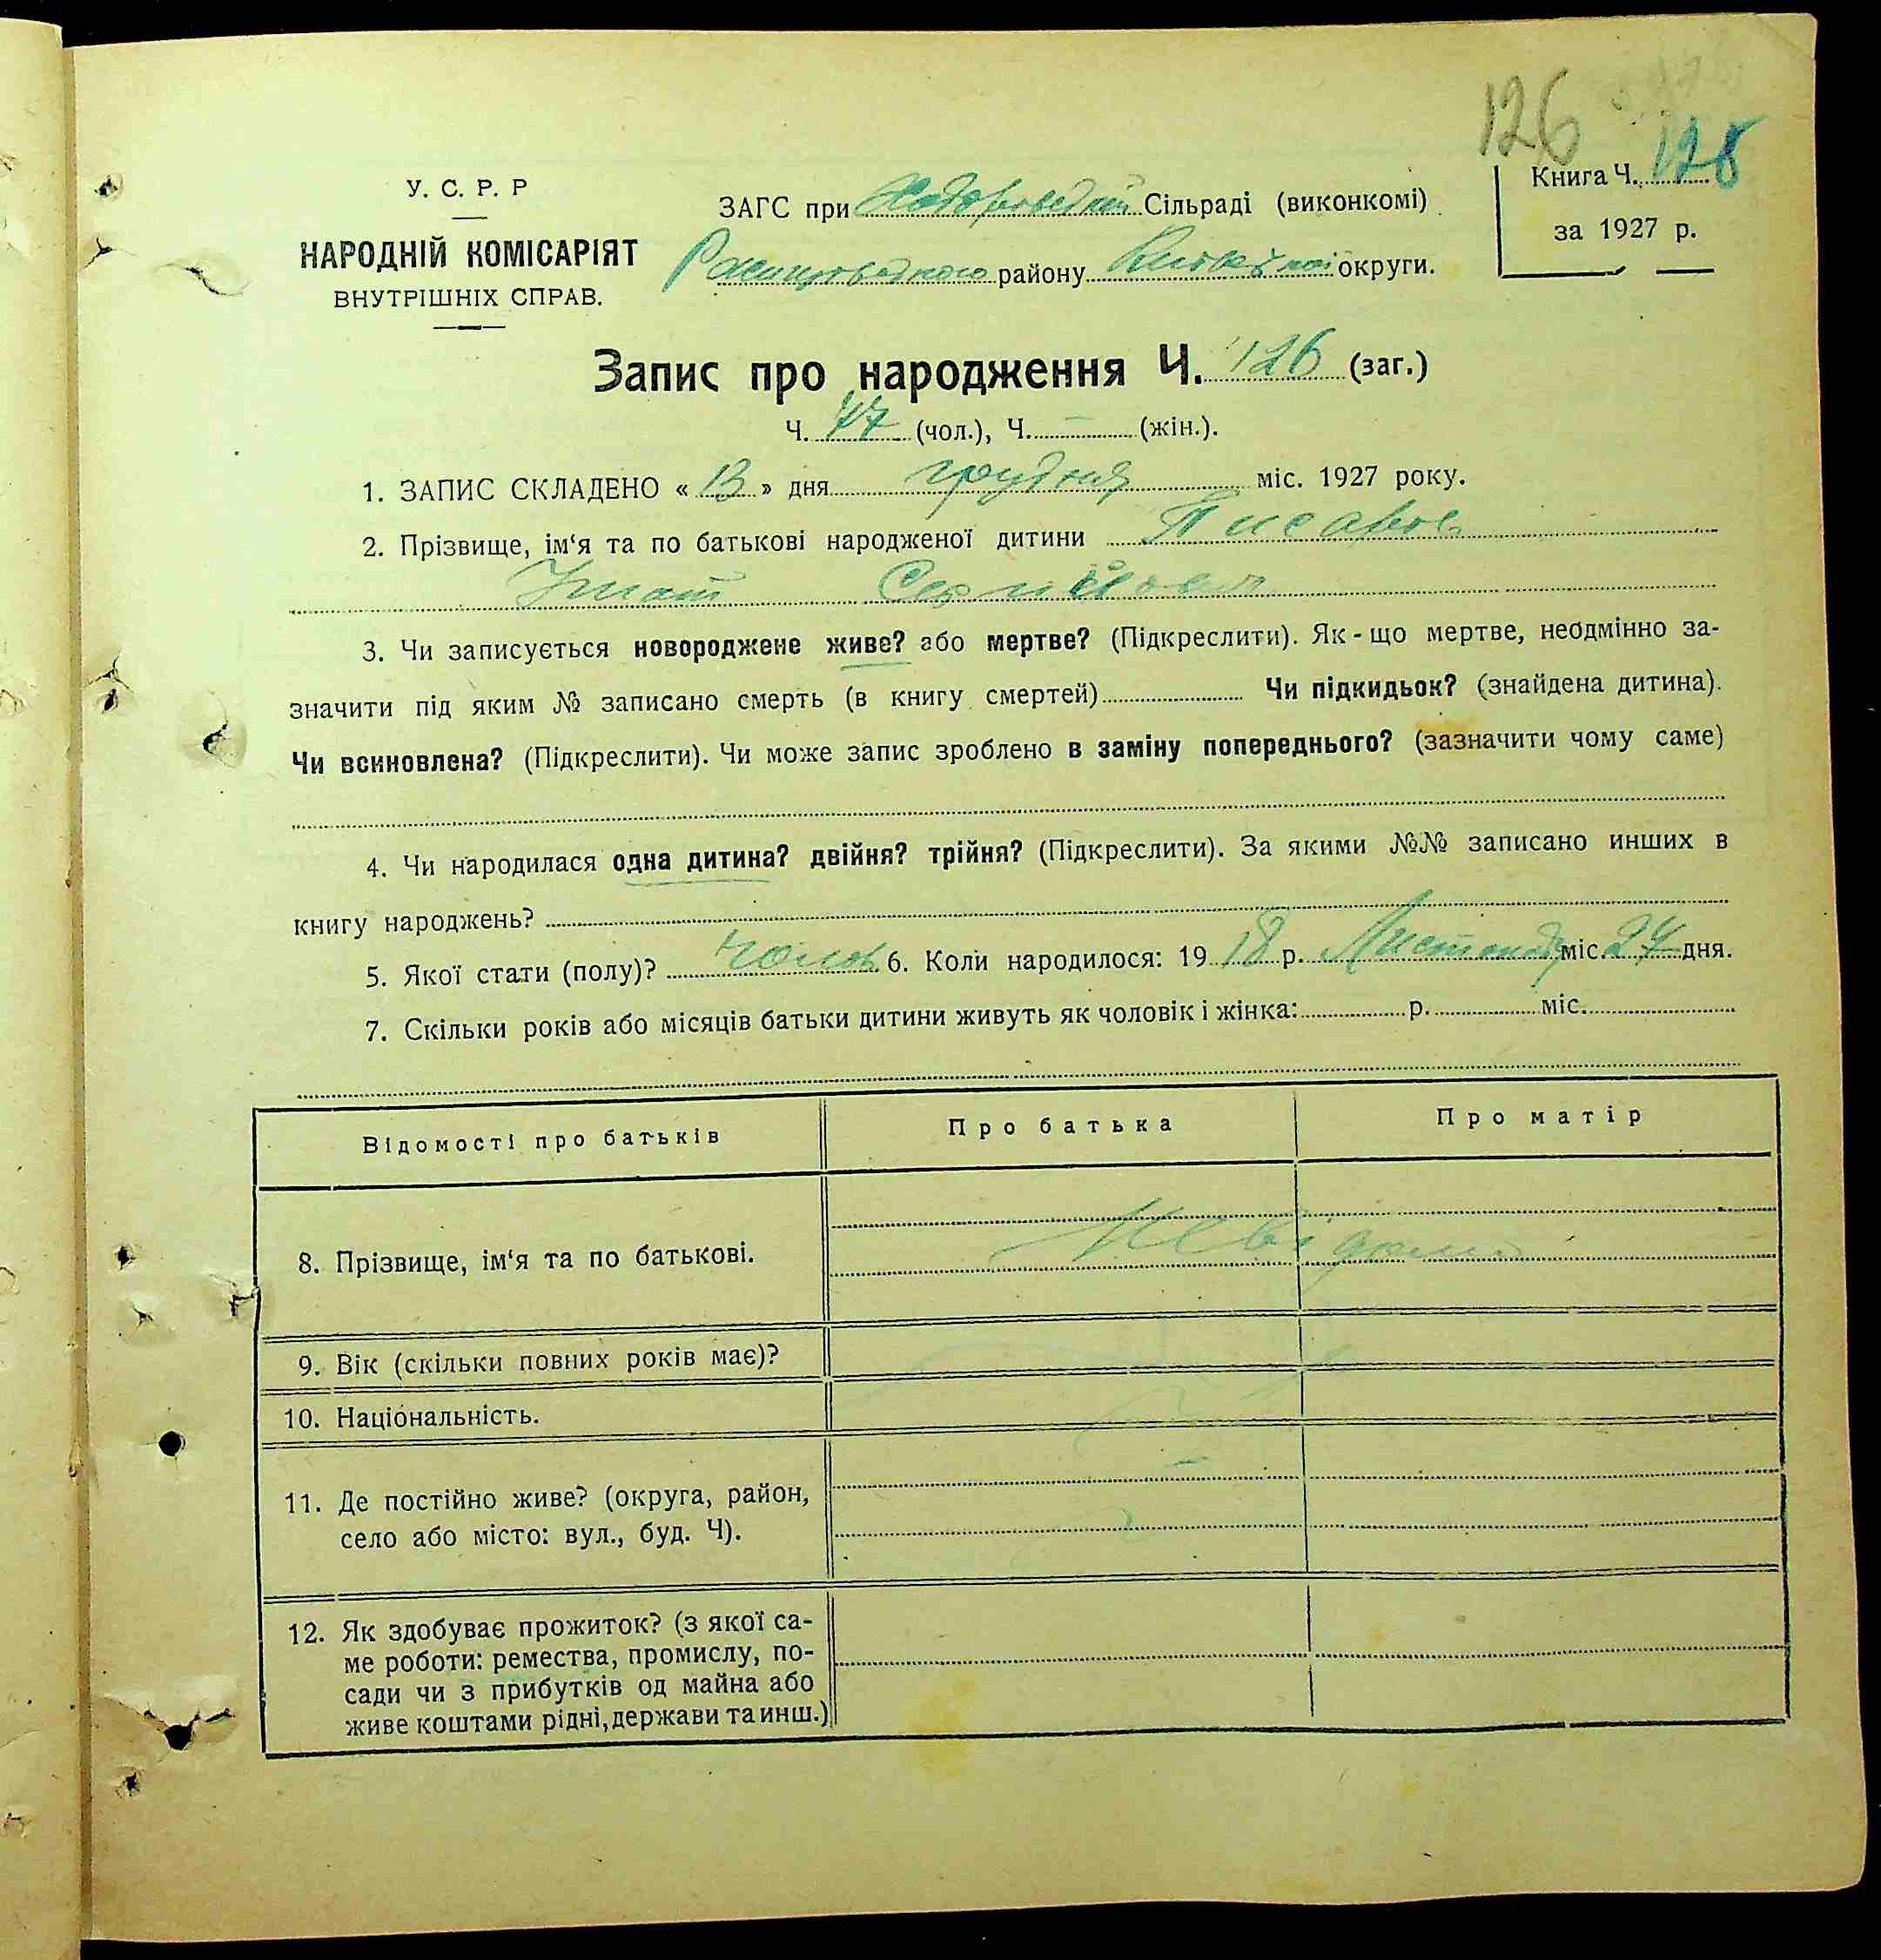 126
128
У. С. Р. Р
НАРОДНІЙ КОМІСАРІЯТ
ВНУТРІШНІХ СПРАВ.
ЗАГС при Сільраді (виконкомі)
району округи.
Книга Ч.
за 1927 р.
Запис про народження Ч. 126 (заг.)
Ч. 77 (чол.), Ч. – (жін.).
1. ЗАПИС СКЛАДЕНО « 13 » дня грудня міс. 1927 року.
2. Прізвище, ім‘я та по батькові народженої дитини
Гнат
3. Чи записується новороджене живе? або мертве? (Підкреслити). Як - що мертве, неодмінно за-
значити під яким № записано смерть (в книгу смертей) Чи підкидьок? (знайдена дитина).
Чи всиновлена? (Підкреслити). Чи може запис зроблено в заміну попереднього? (зазначити чому саме)
4. Чи народилася одна дитина? двійня? трійня? (Підкреслити). За якими №№ записано инших в
книгу народжень?
5. Якої стати (полу)? чолов 6. Коли народилося: 19 18 р. Листопаду міс. 24 дня.
7. Скільки років або місяців батьки дитини живуть як чоловік і жінка: р. міс.
Відомості про батьків
Про батька
Про матір
8. Прізвище, ім‘я та по батькові.
Невідомі
9. Вік (скільки повних років має)?
10. Національність.
11. Де постійно живе? (округа, район,
село або місто: вул., буд. Ч).
12. Як здобуває прожиток? (з якої са-
ме роботи: ремества, промислу, по-
сади чи з прибутків од майна або
живе коштами рідні, держави та инш.)